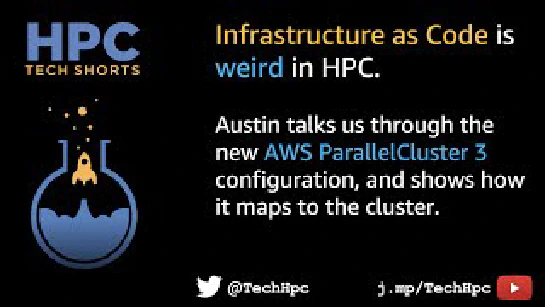 HPC
TECH SHORTS
Infrastructure as Code is
weird in HPC.
Austin talks us through the
new AWS ParallelCluster 3
configuration, and shows how
it maps to the cluster.
@TechHpc
j.mp/TechHpc